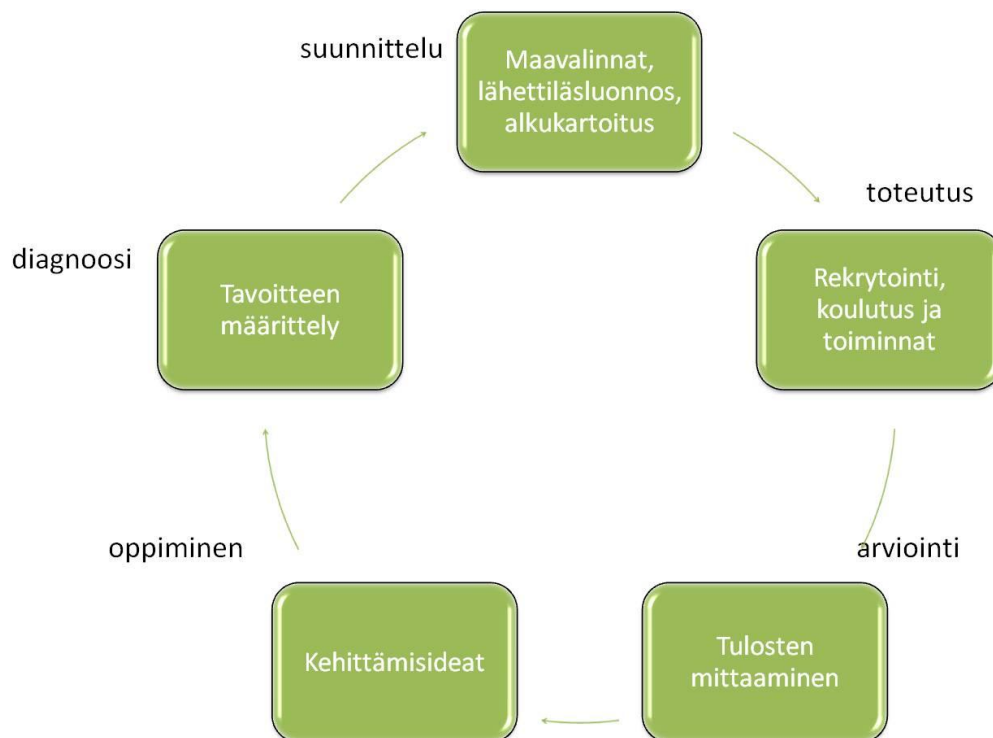 suunnittelu
Maavalinnat,
lähettiläsluonnos,
alkukartoitus
toteutus
Rekrytointi,
koulutus ja
toiminnat
arviointi
Tulosten
mittaaminen
Kehittämisideat
oppiminen
diagnoosi
Tavoitteen
määrittely